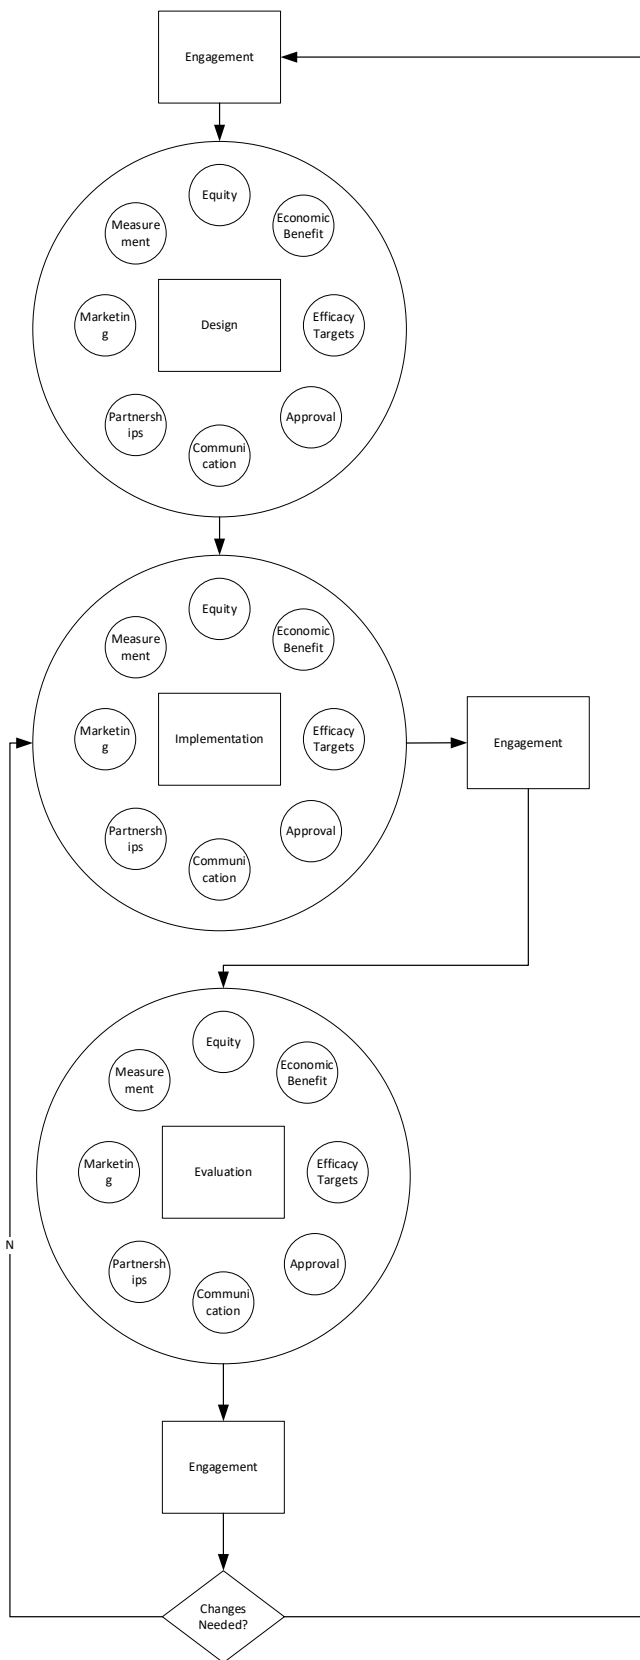 Engagement
Equity
Economic
Benefit
Measure
ment
Marketin
g
Design
Efficacy
Targets
Partnersh
ips
Approval
Communi
cation
Equity
Economic
Benefit
Measure
ment
Marketin
g
Implementation
Efficacy
Targets
Engagement
Partnersh
ips
Approval
Communi
cation
Equity
Economic
Benefit
Measure
ment
Marketin
g
Evaluation
Efficacy
Targets
N
Partnersh
ips
Approval
Communi
cation
Engagement
Changes
Needed?